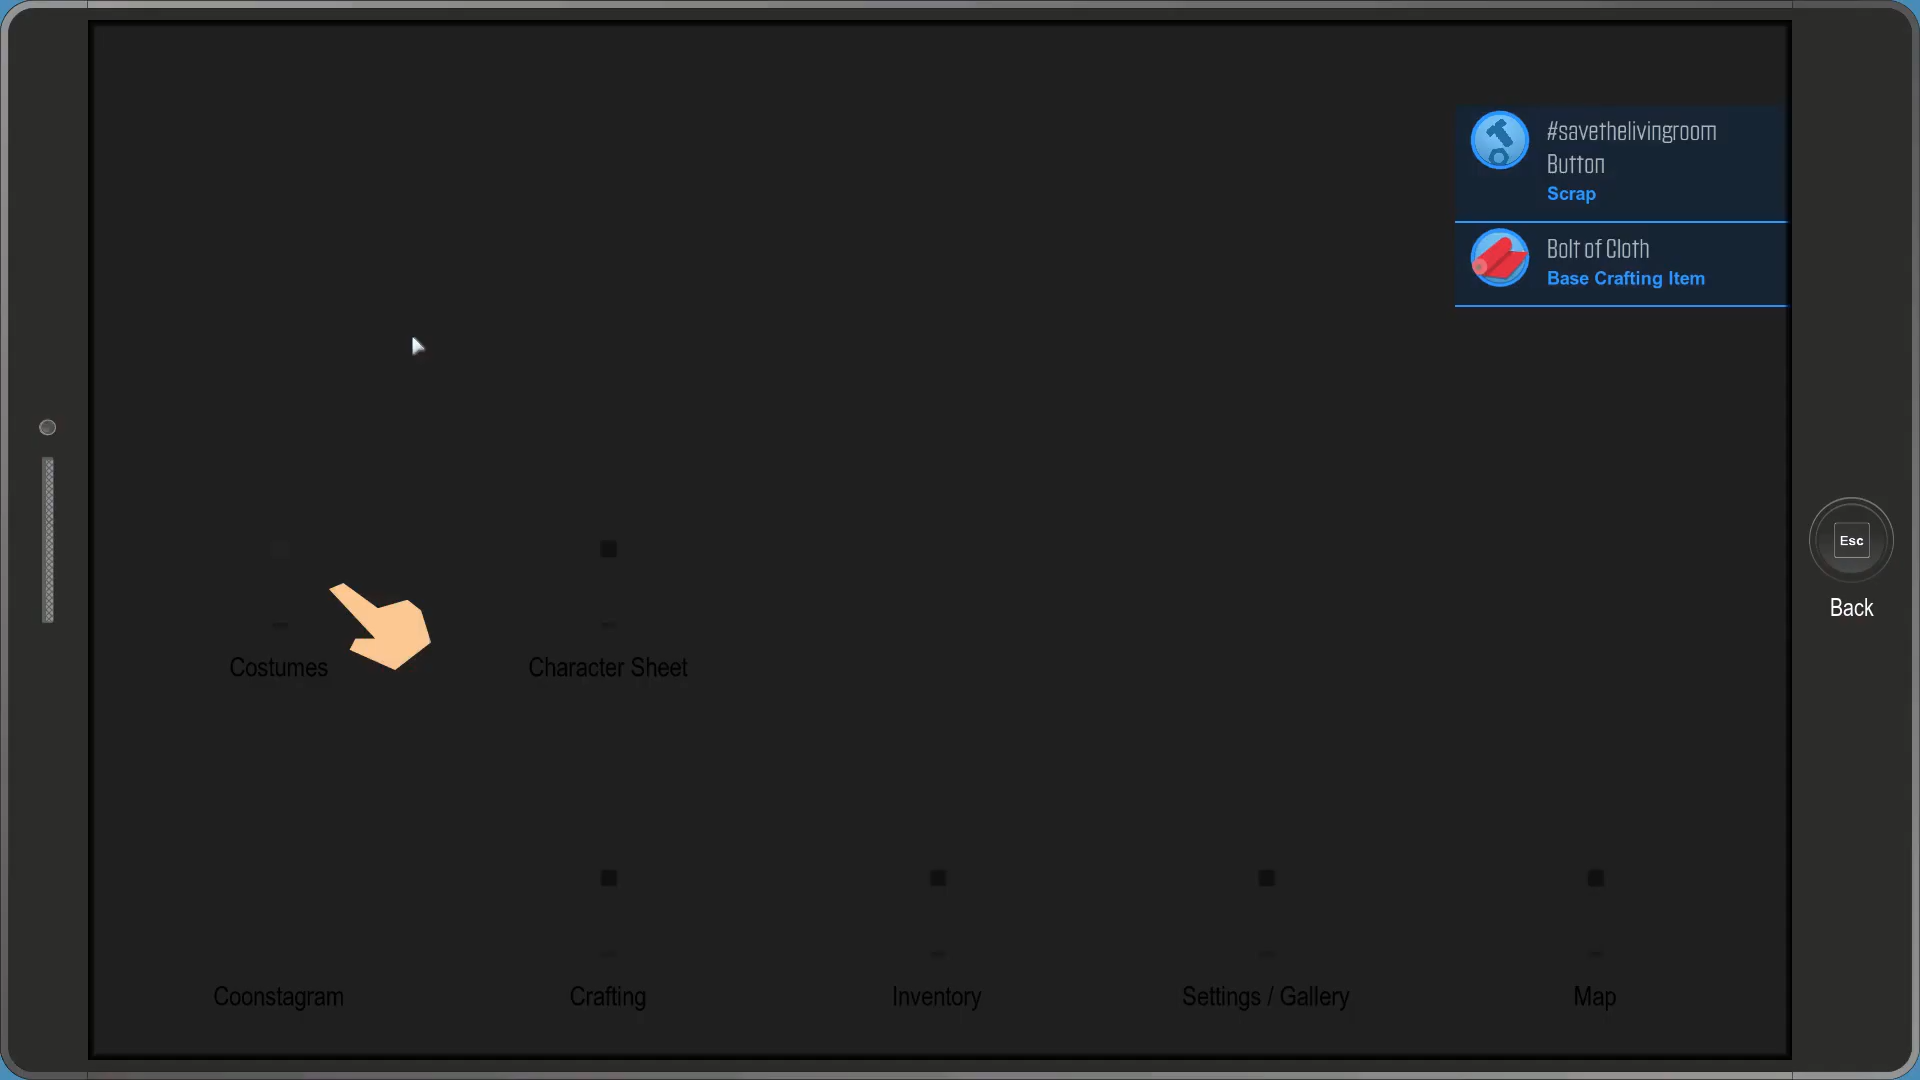 #savethelivingroom
Button
Scrap
Bolt of Cloth
Base Crafting Item
Esc
Back
Costumes
Character Sheet
Coonstagram
Crafting
Inventory
Settings / Gallery
Map